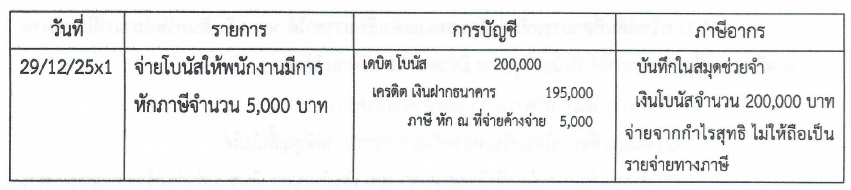 วันที่ รายการ การบัญชี ภาษีอากร
29/12/25x1 จ่ายโบนัสให้พนักงานมีการ เดบิต โบนัส 200,000 บันทึกในสมุดช่วยจำ
หักภาษีจำนวน 5,000 บาท เครดิต เงินฝากธนาคาร 195,000 เงินโบนัสจำนวน 200,000 บาท
ภาษี หัก ณ ที่จ่ายค้างจ่าย 5,000 จ่ายจากกำไรสุทธิ ไม่ให้ถือเป็น
รายจ่ายทางภาษี